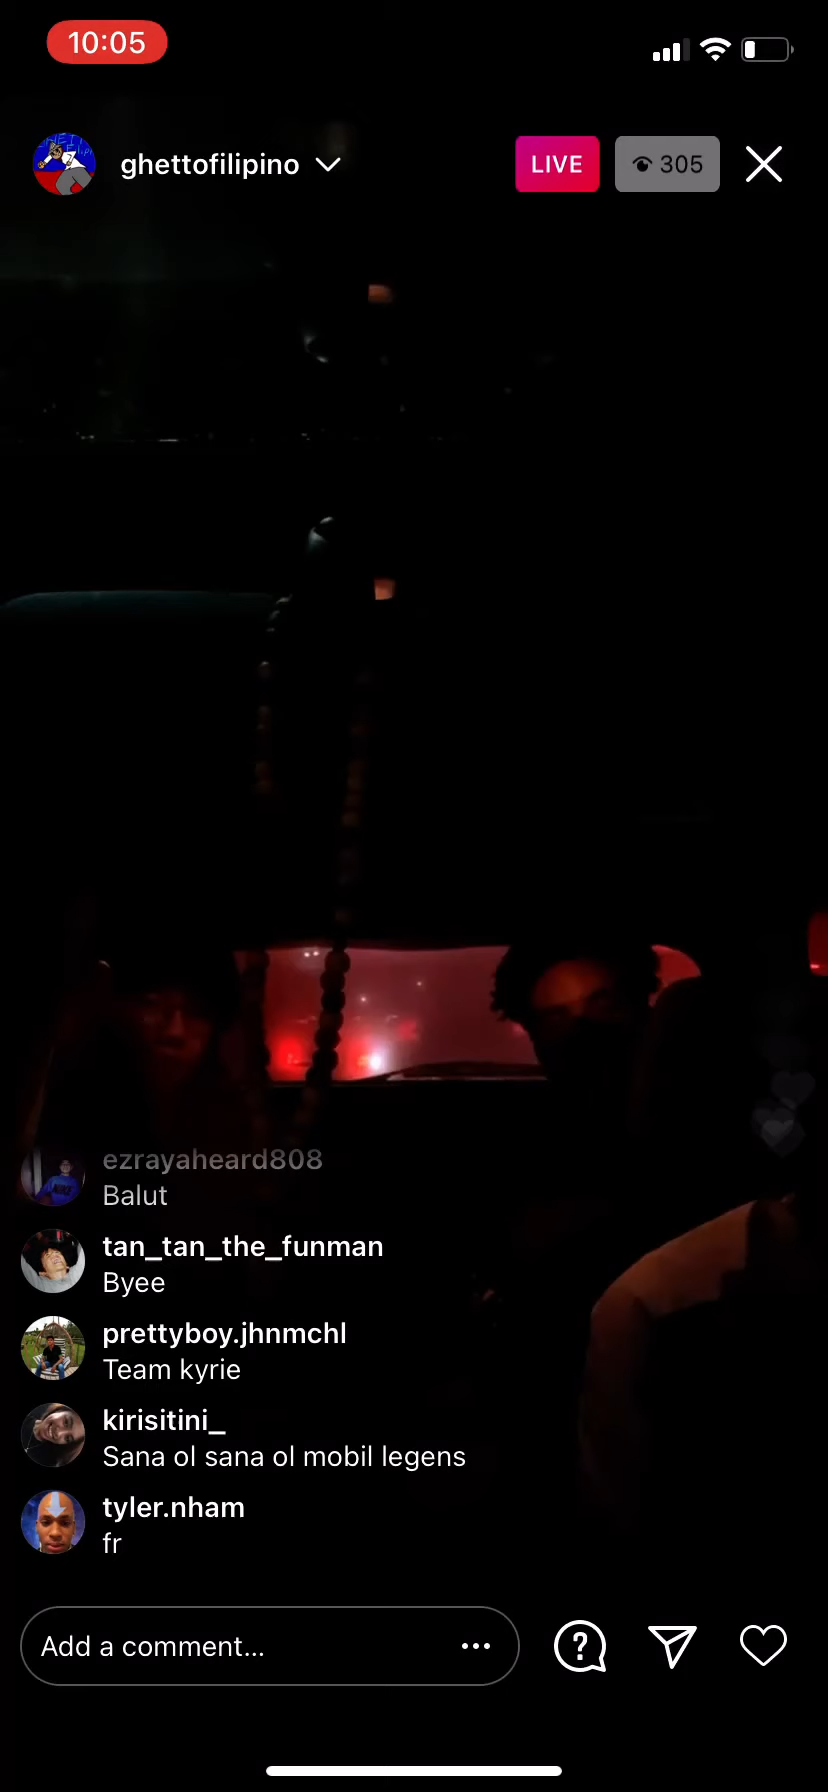 10:05
ghettofilipino
LIVE
305
ezrayaheard808
Balut
tan_tan_the_funman
Byee
prettyboy.jhnmchl
Team kyrie
kirisitini_
Sana ol sana ol mobil legens
tyler.nham
fr
Add a comment...